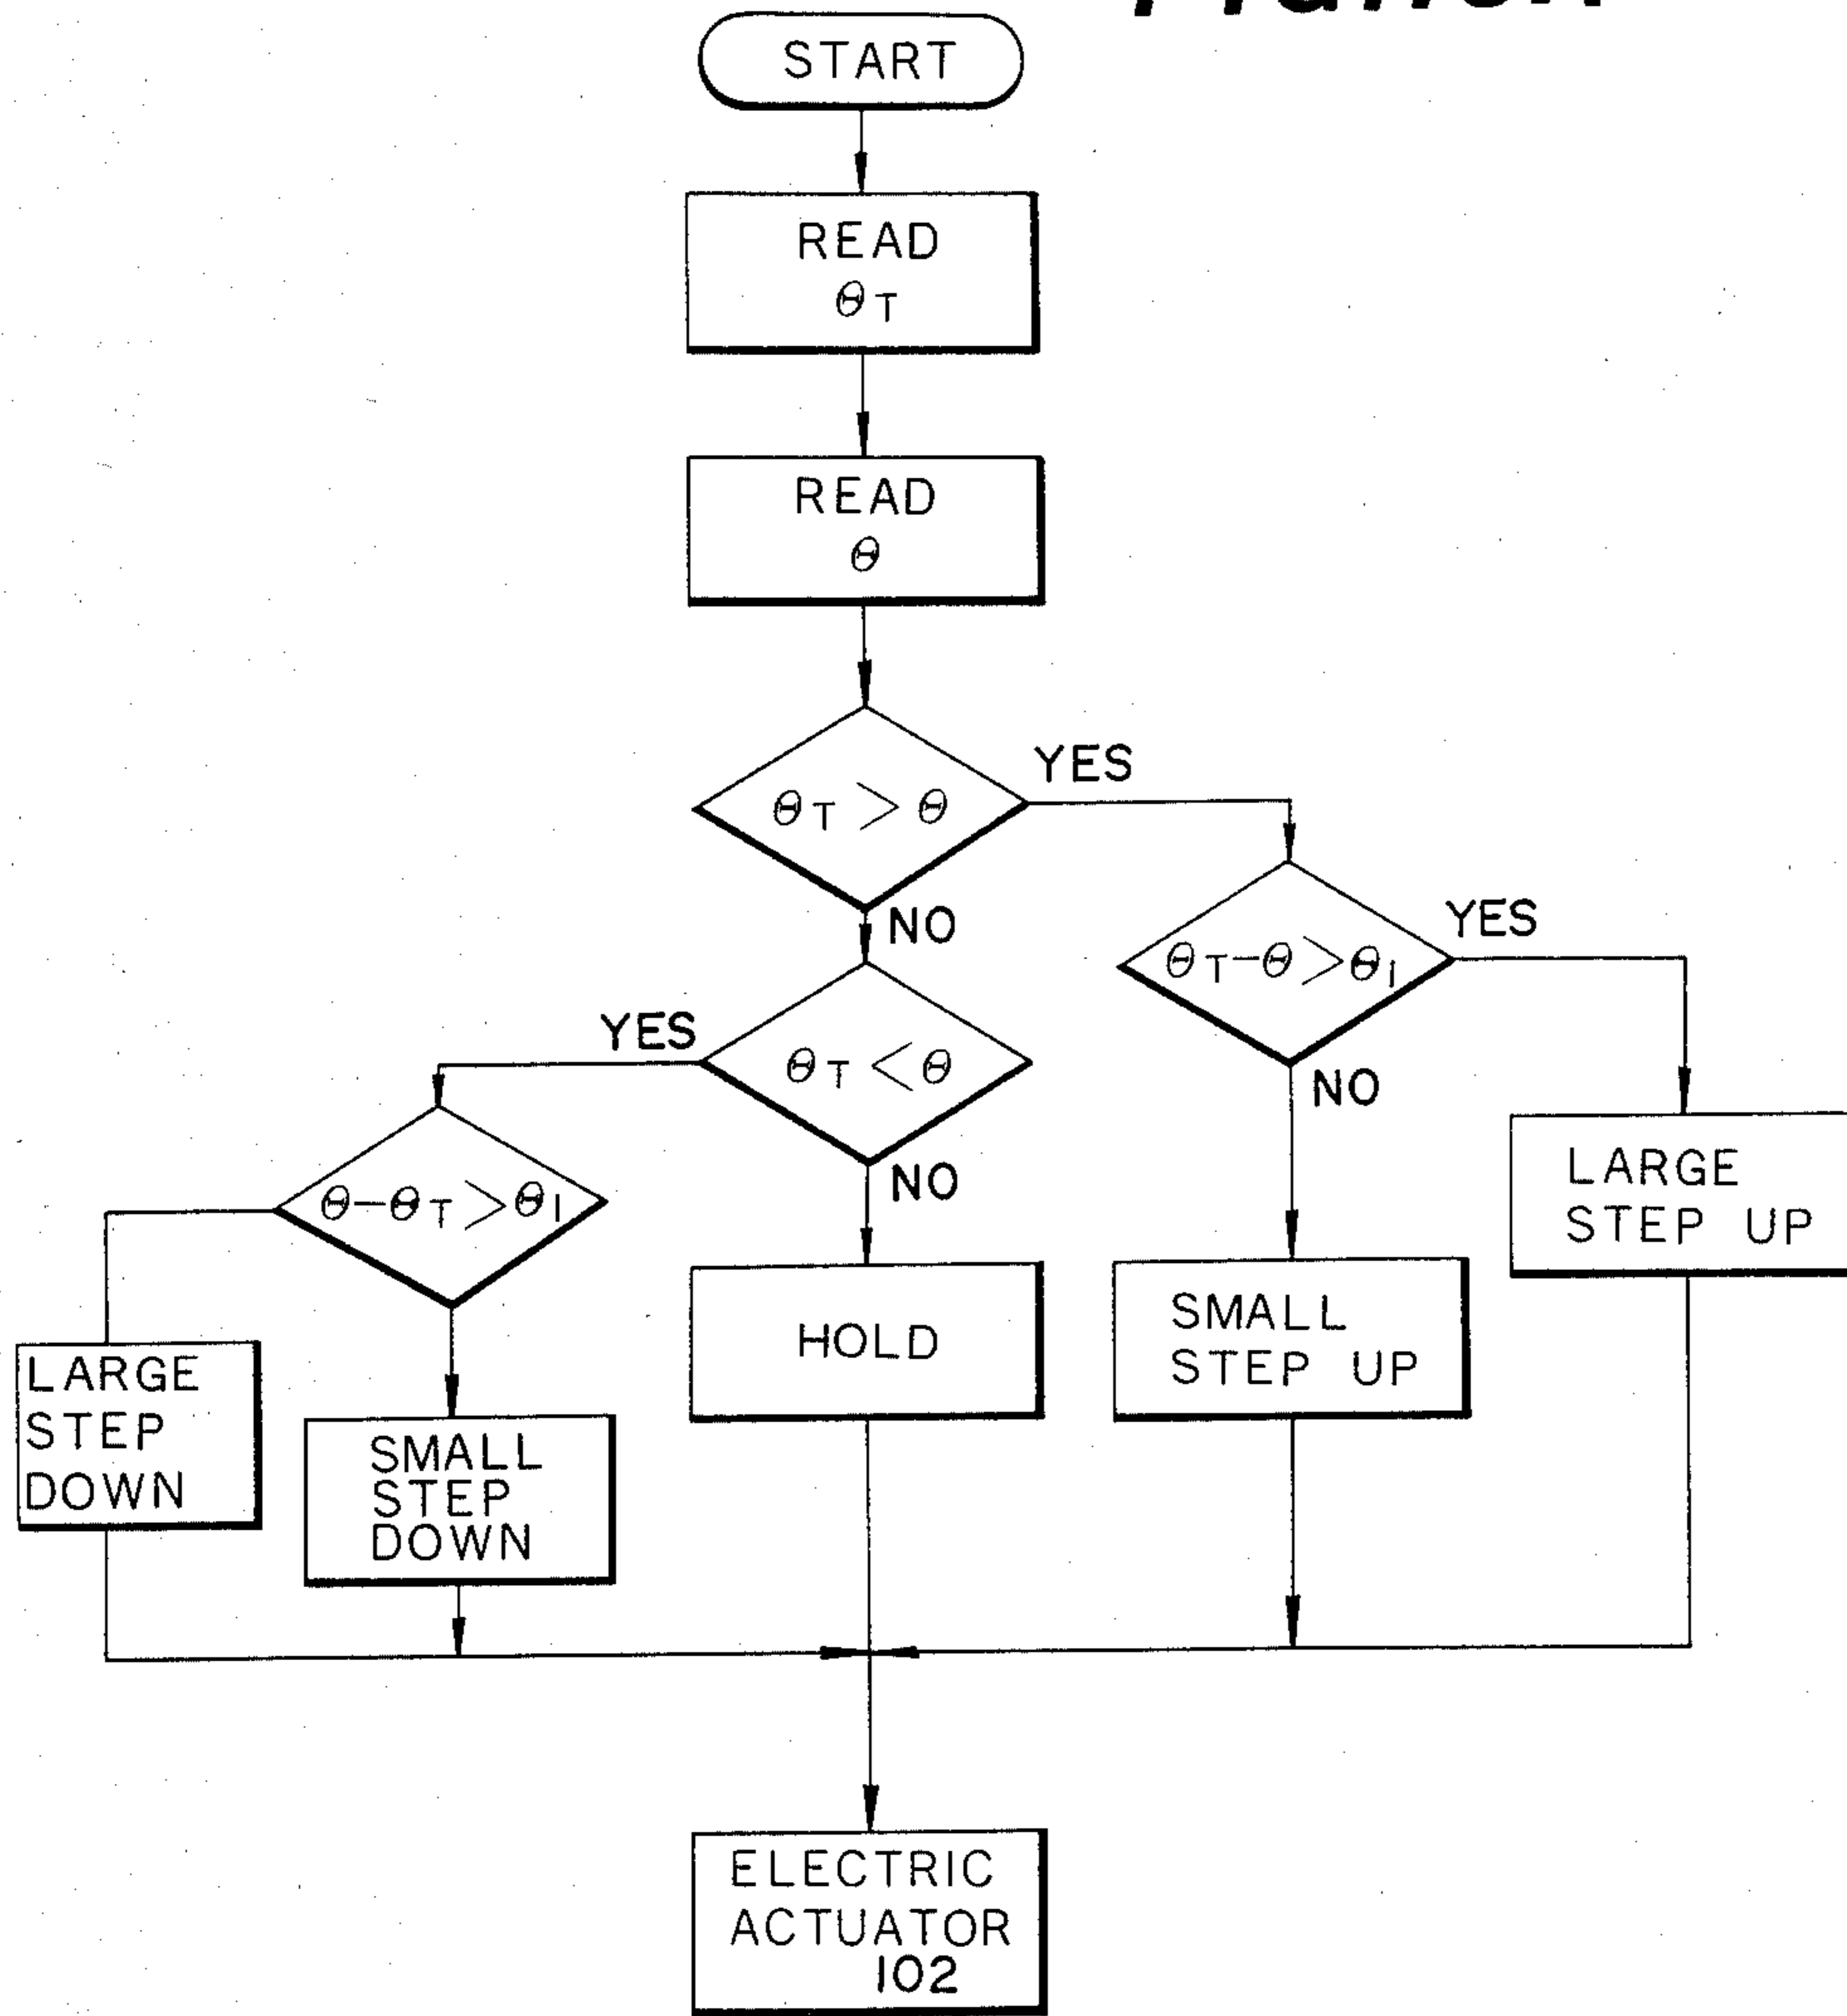 START
READ
θT
READ
θ
θT > θ
YES
NO
θT–θ>θ1
YES
NO
YES
θT < θ
NO
θ–θT>θ1
LARGE
STEP UP
SMALL
STEP UP
HOLD
LARGE
STEP
DOWN
SMALL
STEP
DOWN
ELECTRIC
ACTUATOR
102